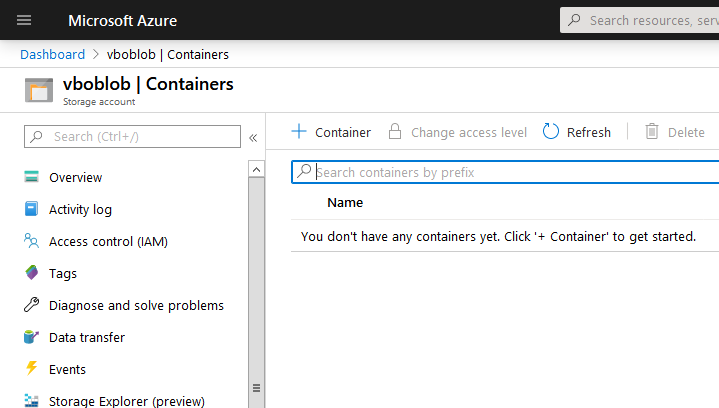 Microsoft Azure
Search resources, serv
Dashboard > vboblob | Containers
vboblob | Containers
Storage account
Search (Ctrl+/)
«
+ Container
Change access level
Refresh
Delete
Search containers by prefix
Name
You don't have any containers yet. Click '+ Container' to get started.
Overview
Activity log
Access control (IAM)
Tags
Diagnose and solve problems
Data transfer
Events
Storage Explorer (preview)